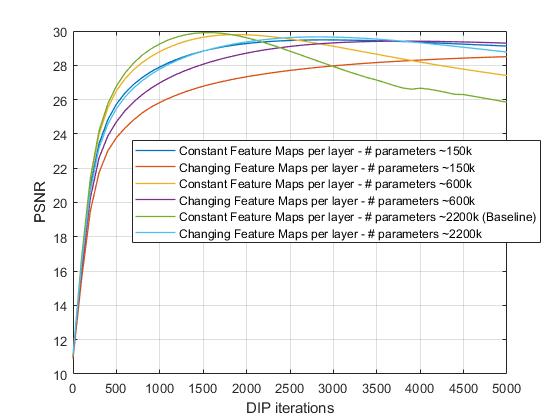 30
28
26
24
22
20
18
16
14
12
10
PSNR
Constant Feature Maps per layer - # parameters ~150k
Changing Feature Maps per layer - # parameters ~150k
Constant Feature Maps per layer - # parameters ~600k
Changing Feature Maps per layer - # parameters ~600k
Constant Feature Maps per layer - # parameters ~2200k (Baseline)
Changing Feature Maps per layer - # parameters ~2200k
0 500 1000 1500 2000 2500 3000 3500 4000 4500 5000
DIP iterations